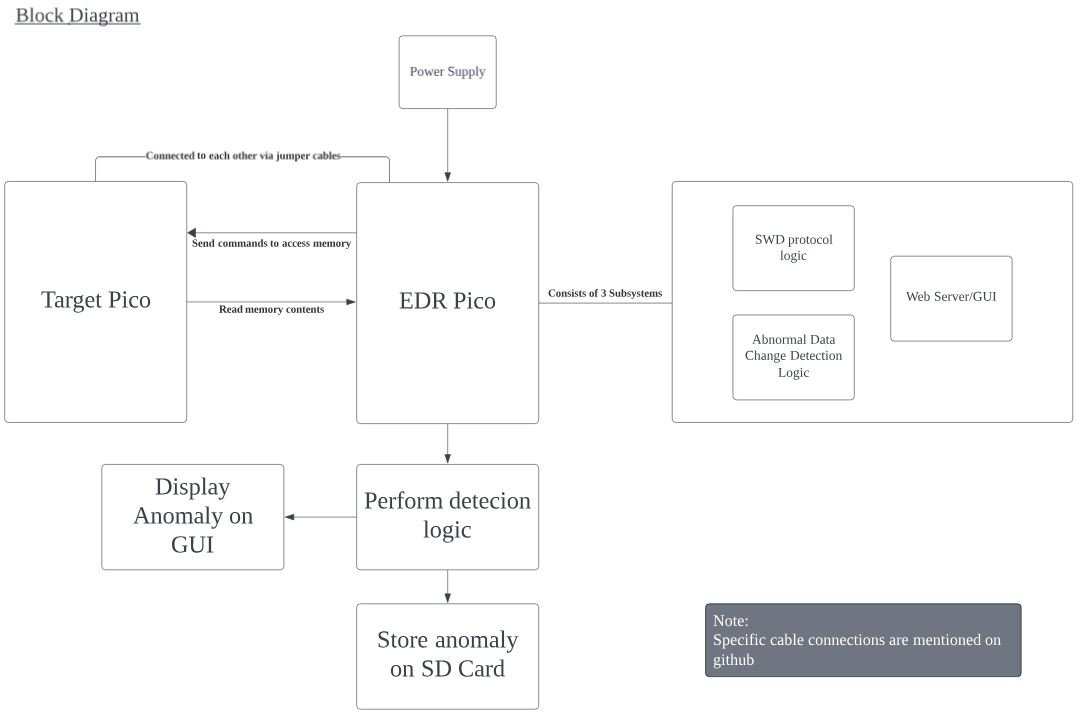 Block Diagram
Power Supply
Connected to each other via jumper cables
Target Pico
Send commands to access memory
Read memory contents
EDR Pico
Consists of 3 Subsystems
SWD protocol
logic
Abnormal Data
Change Detection
Logic
Web Server/GUI
Display
Anomaly on
GUI
Perform detecion
logic
Store anomaly
on SD Card
Note:
Specific cable connections are mentioned on
github